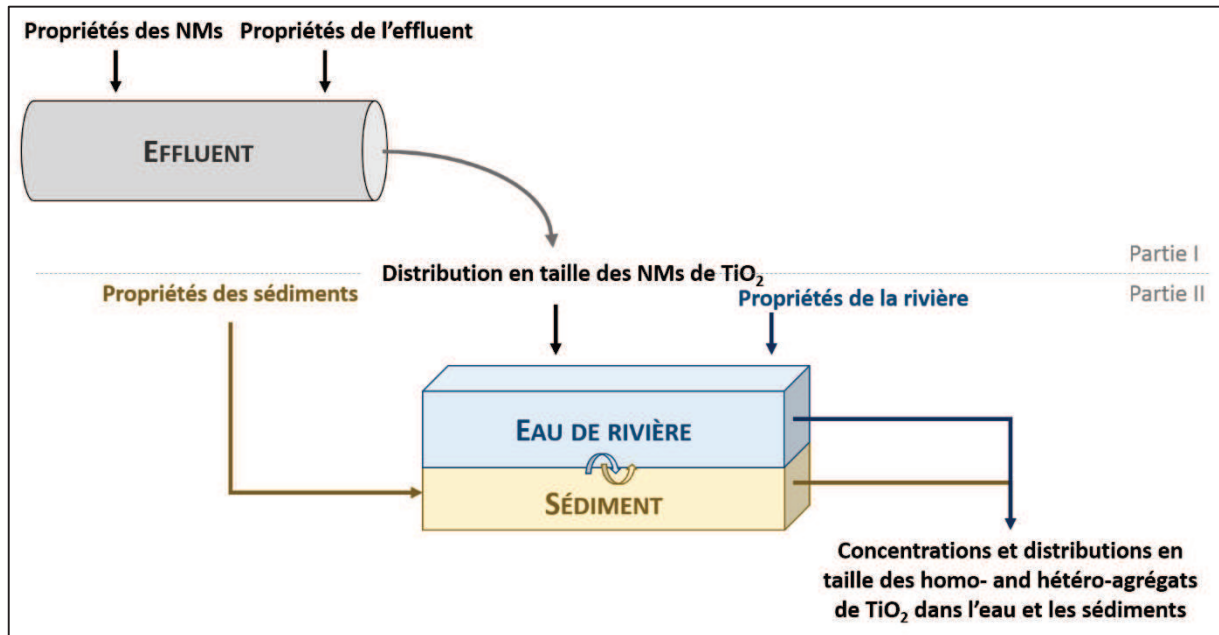 Propriétés des NMs Propriétés de l'effluent
EFFLUENT
Partie I
Distribution en taille des NMs de TiO2
Propriétés des sédiments
Propriétés de la rivière
Partie II
EAU DE RIVIÈRE
SÉDIMENT
Concentrations et distributions en
taille des homo- and hétéro-agrégats
de TiO2 dans l'eau et les sédiments